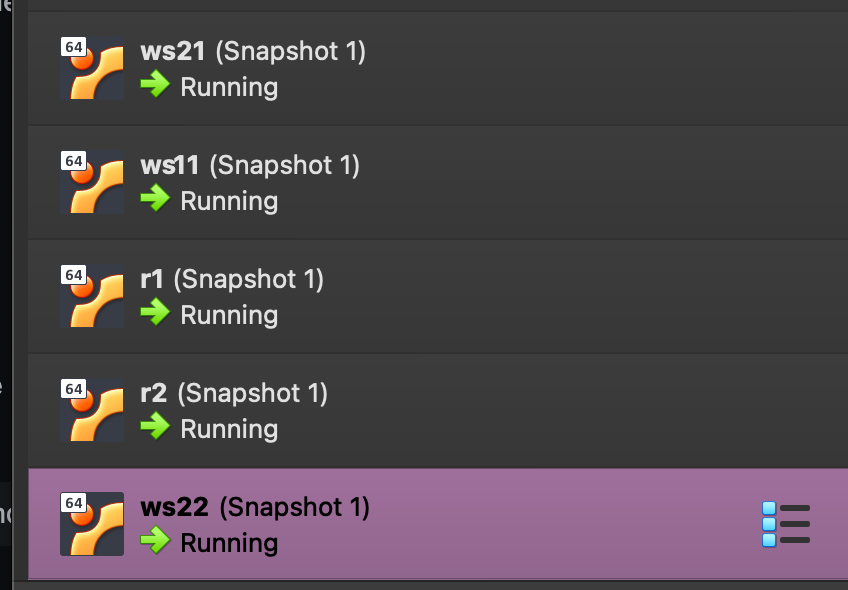 64
ws21 (Snapshot 1)
Running
64
ws11 (Snapshot 1)
Running
64
r1 (Snapshot 1)
Running
64
r2 (Snapshot 1)
Running
64
ws22 (Snapshot 1)
Running